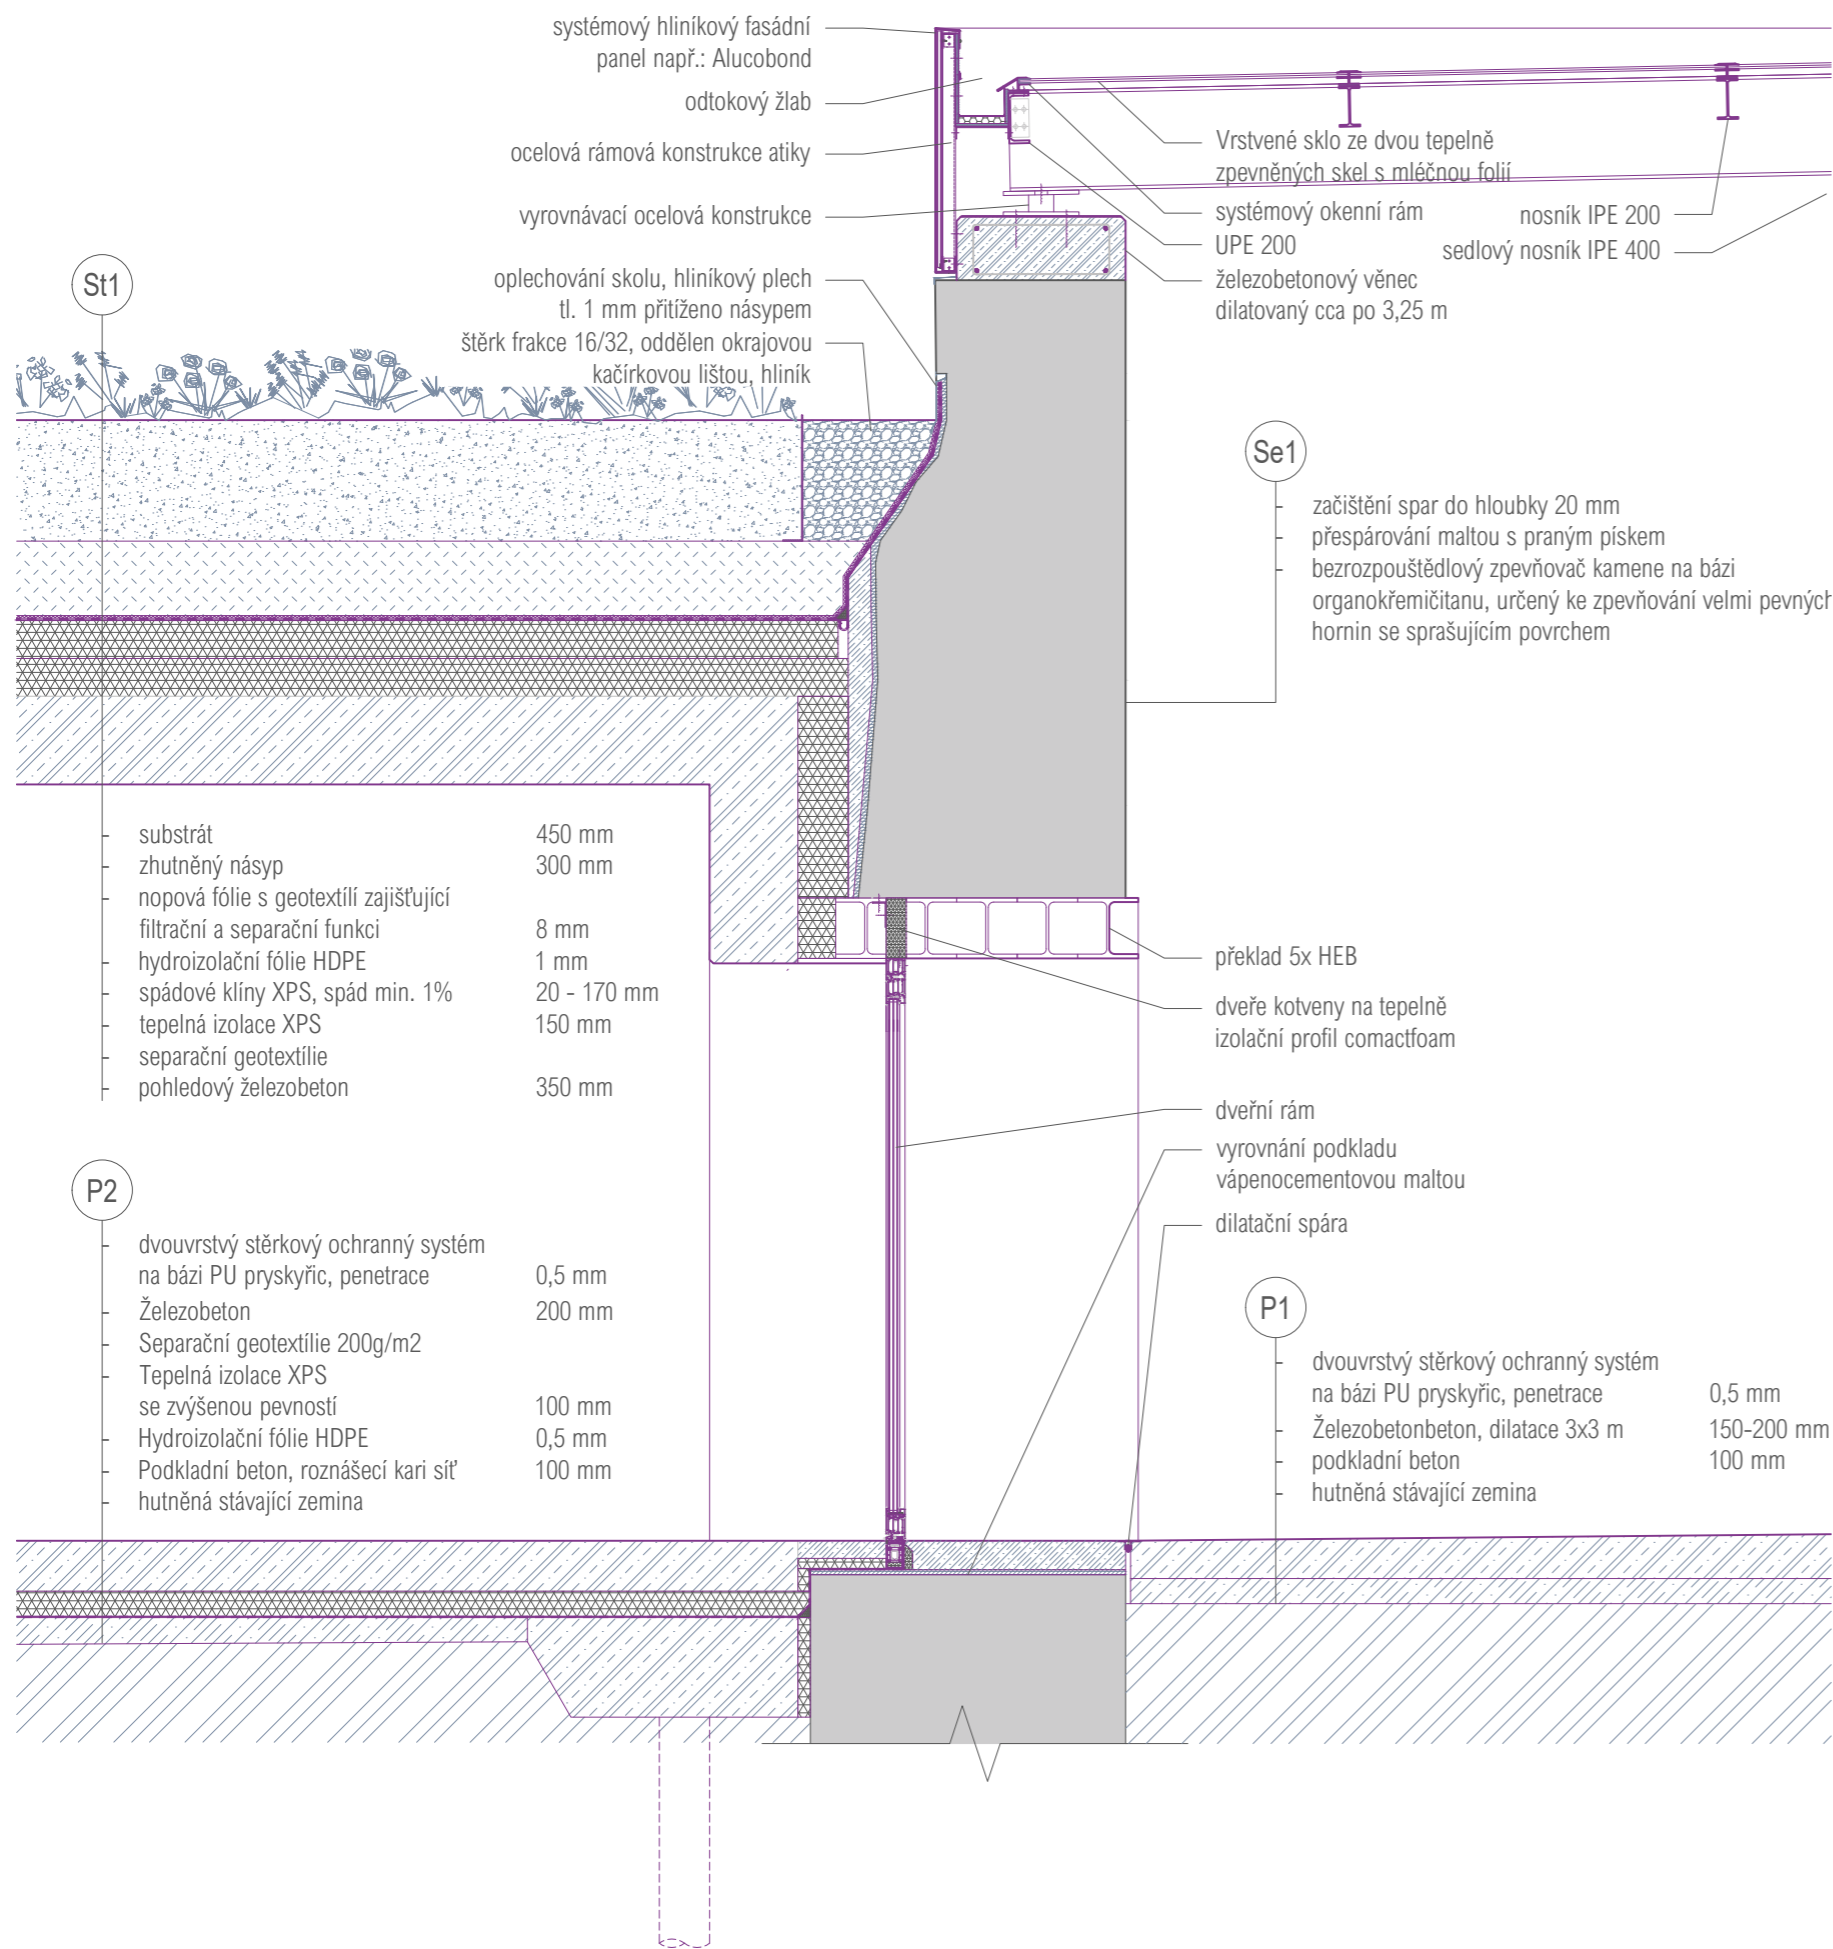 systémový hliníkový fasádní
panel např.: Alucobond
odtokový žlab
ocelová rámová konstrukce atiky
vyrovnávací ocelová konstrukce
oplechování skolu, hliníkový plech
tl. 1 mm přitíženo násypem
štěrk frakce 16/32, oddělen okrajovou
kačírkovou lištou, hliník
Vrstvené sklo ze dvou tepelně
zpevněných skel s mléčnou folií
systémový okenní rám
UPE 200
železobetonový věnec
dilatovaný cca po 3,25 m
nosník IPE 200
sedlový nosník IPE 400
St1
substrát 450 mm
zhutněný násyp 300 mm
nopová fólie s geotextílí zajišťující
filtrační a separační funkci 8 mm
hydroizolační fólie HDPE 1 mm
spádové klíny XPS, spád min. 1% 20 - 170 mm
tepelná izolace XPS 150 mm
separační geotextílie
pohledový železobeton 350 mm
Se1
začištění spar do hloubky 20 mm
přespárování maltou s praným pískem
bezrozpouštědlový zpevňovač kamene na bázi
organokřemičitanu, určený ke zpevňování velmi pevných
hornin se sprašujícím povrchem
překlad 5x HEB
dveře kotveny na tepelně
izolační profil comactfoam
dveřní rám
vyrovnání podkladu
vápenocementovou maltou
dilatační spára
P2
dvouvrstvý stěrkový ochranný systém
na bázi PU pryskyřic, penetrace 0,5 mm
Železobeton 200 mm
Separační geotextílie 200g/m2
Tepelná izolace XPS
se zvýšenou pevností 100 mm
Hydroizolační fólie HDPE 0,5 mm
Podkladní beton, roznášecí kari síť 100 mm
hutněná stávající zemina
P1
dvouvrstvý stěrkový ochranný systém
na bázi PU pryskyřic, penetrace 0,5 mm
Železobetonbeton, dilatace 3x3 m 150-200 mm
podkladní beton 100 mm
hutněná stávající zemina